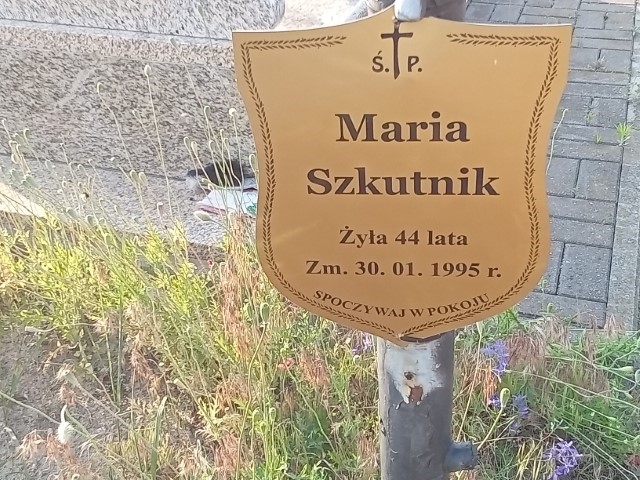 Ś. P.
Maria
Szkutnik
Żyła 44 lata
Zm. 30. 01. 1995 r.
SPOCZYWAJ W POKOJU